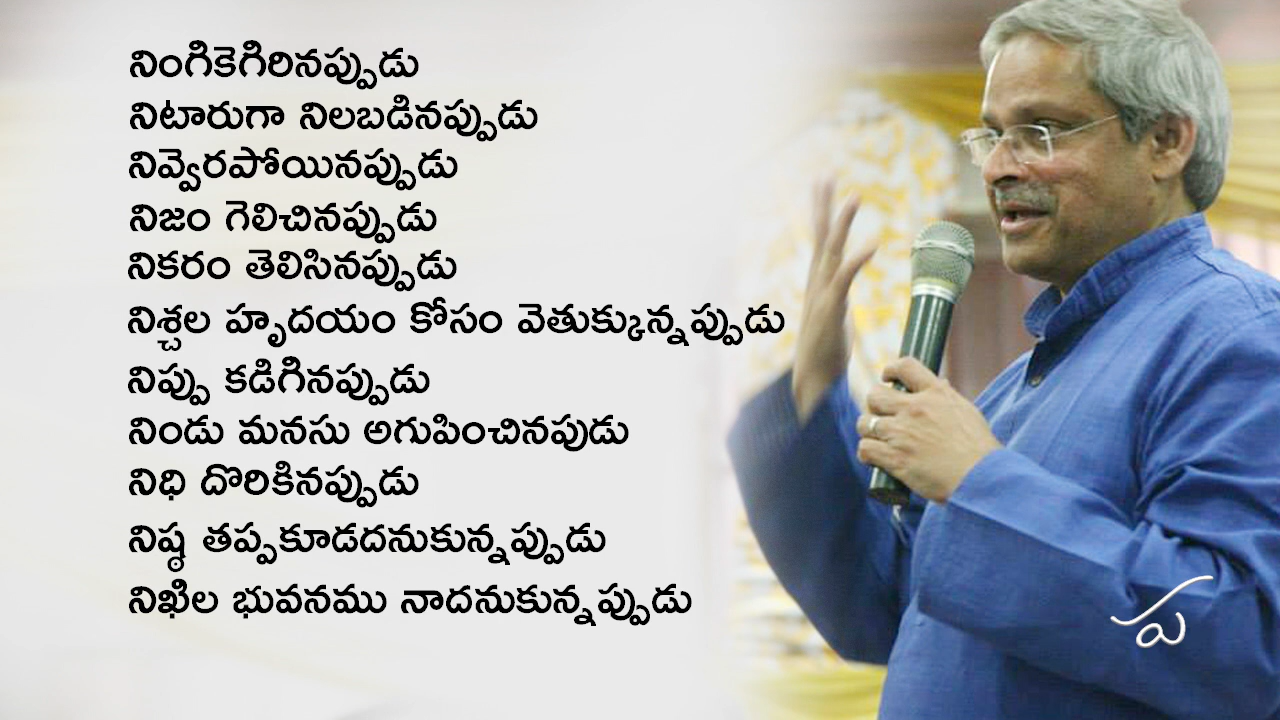 నింగికెగిరినప్పుడు
నిటారుగా నిలబడినప్పుడు
నివ్వెరపోయినప్పుడు
నిజం గెలిచినప్పుడు
నికరం తెలిసినప్పుడు
నిశ్చల హృదయం కోసం వెతుక్కున్నప్పుడు
నిప్పు కడిగినప్పుడు
నిండు మనసు అగుపించినపుడు
నిధి దొరికినప్పుడు
నిష్ఠ తప్పకూడదనుకున్నప్పుడు
నిఖిల భువనము నాదనుకున్నప్పుడు
ప